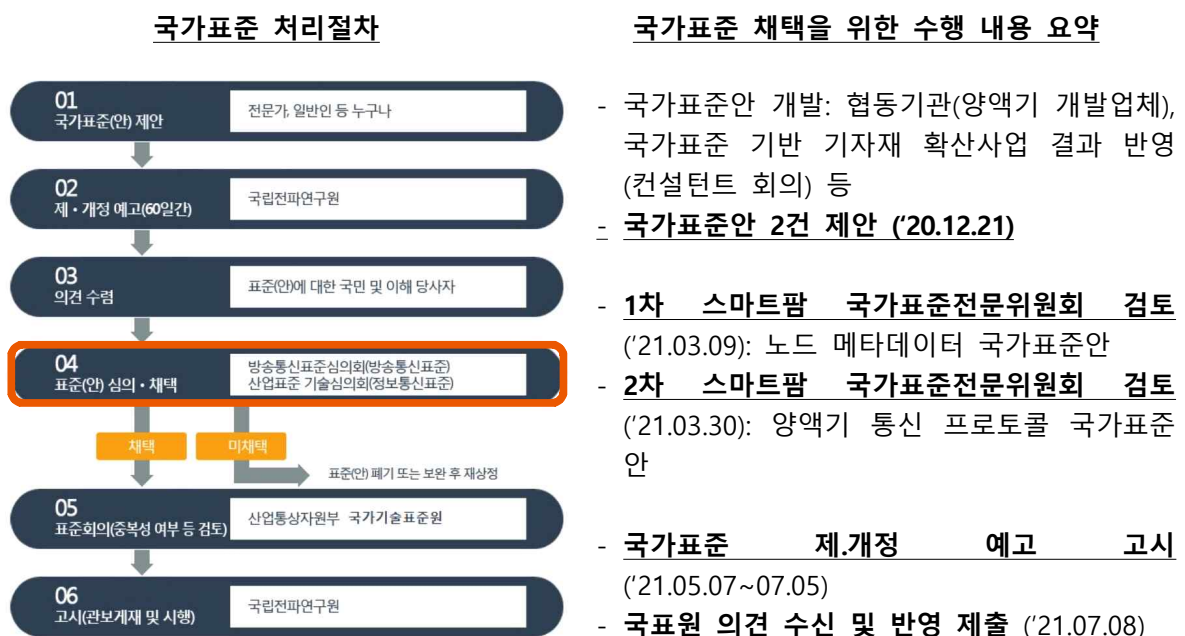 국가표준 처리절차
01
국가표준(안) 제안
전문가, 일반인 등 누구나
02
제・개정 예고(60일간)
국립전파연구원
03
의견 수렴
표준(안)에 대한 국민 및 이해 당사자
04
표준(안) 심의・채택
방송통신표준심의회(방송통신표준)
산업표준 기술심의회(정보통신표준)
채택
미채택
표준(안) 폐기 또는 보완 후 재상정
05
표준회의(중복성 여부 등 검토)
산업통상자원부 국가기술표준원
06
고시(관보게재 및 시행)
국립전파연구원
국가표준 채택을 위한 수행 내용 요약
- 국가표준안 개발: 협동기관(양액기 개발업체),
국가표준 기반 기자재 확산사업 결과 반영
(컨설턴트 회의) 등
- 국가표준안 2건 제안 (‘20.12.21)
- 1차 스마트팜 국가표준전문위원회 검토
(’21.03.09): 노드 메타데이터 국가표준안
- 2차 스마트팜 국가표준전문위원회 검토
(’21.03.30): 양액기 통신 프로토콜 국가표준
안
- 국가표준 제.개정 예고 고시
(’21.05.07~07.05)
- 국표원 의견 수신 및 반영 제출 (’21.07.08)